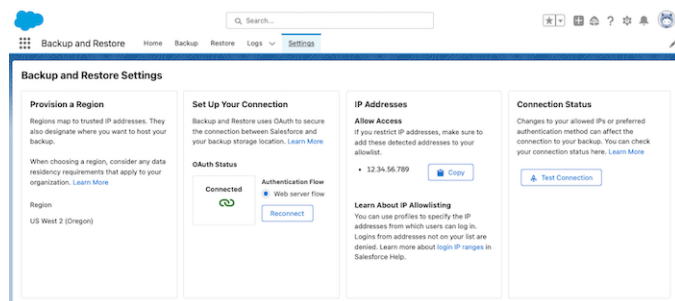 Search...
Backup and Restore
Home
Backup
Restore
Logs
Settings
Backup and Restore Settings
Provision a Region
Regions map to trusted IP addresses. They
also designate where you want to host your
backup.
When choosing a region, consider any data
residency requirements that apply to your
organization. Learn More
Region
US West 2 (Oregon)
Set Up Your Connection
Backup and Restore uses OAuth to secure
the connection between Salesforce and
your backup storage location. Learn More
OAuth Status
Connected
Authentication Flow
Web server flow
Reconnect
IP Addresses
Allow Access
If you restrict IP addresses, make sure to
add these detected addresses to your
allowlist.
• 12.34.56.789
Copy
Learn About IP Allowlisting
You can use profiles to specify the IP
addresses from which users can log in.
Logins from addresses not on your list are
denied. Learn more about login IP ranges in
Salesforce Help.
Connection Status
Changes to your allowed IPs or preferred
authentication method can affect the
connection to your backup. You can check
your connection status here. Learn More
Test Connection